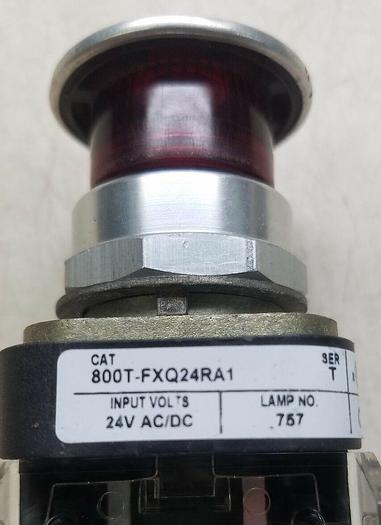 CAT SER
800T-FXQ24RA1 T
INPUT VOLTS LAMP NO.
24V AC/DC 757